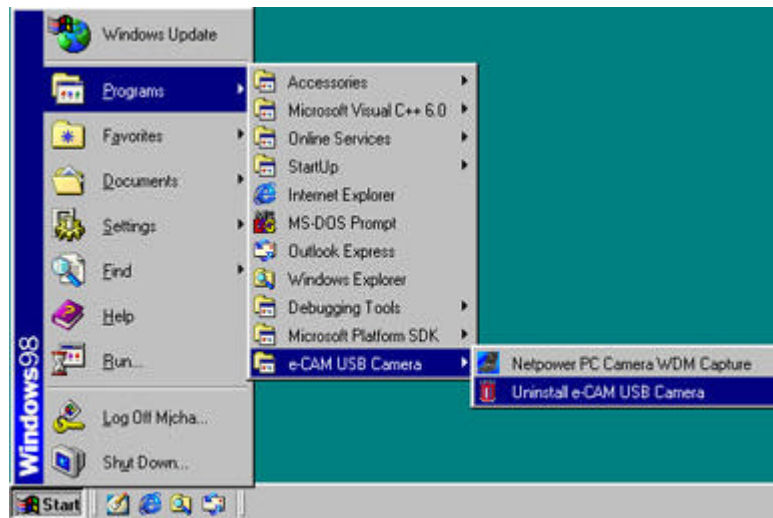 Windows Update
Programs
Favorites
Documents
Settings
Find
Help
Run...
Log Off Micha...
Shut Down...
Windows98
Start
Accessories
Microsoft Visual C++ 6.0
Online Services
StartUp
Internet Explorer
MS-DOS Prompt
Outlook Express
Windows Explorer
Debugging Tools
Microsoft Platform SDK
e-CAM USB Camera
Netpower PC Camera WDM Capture
Uninstall e-CAM USB Camera